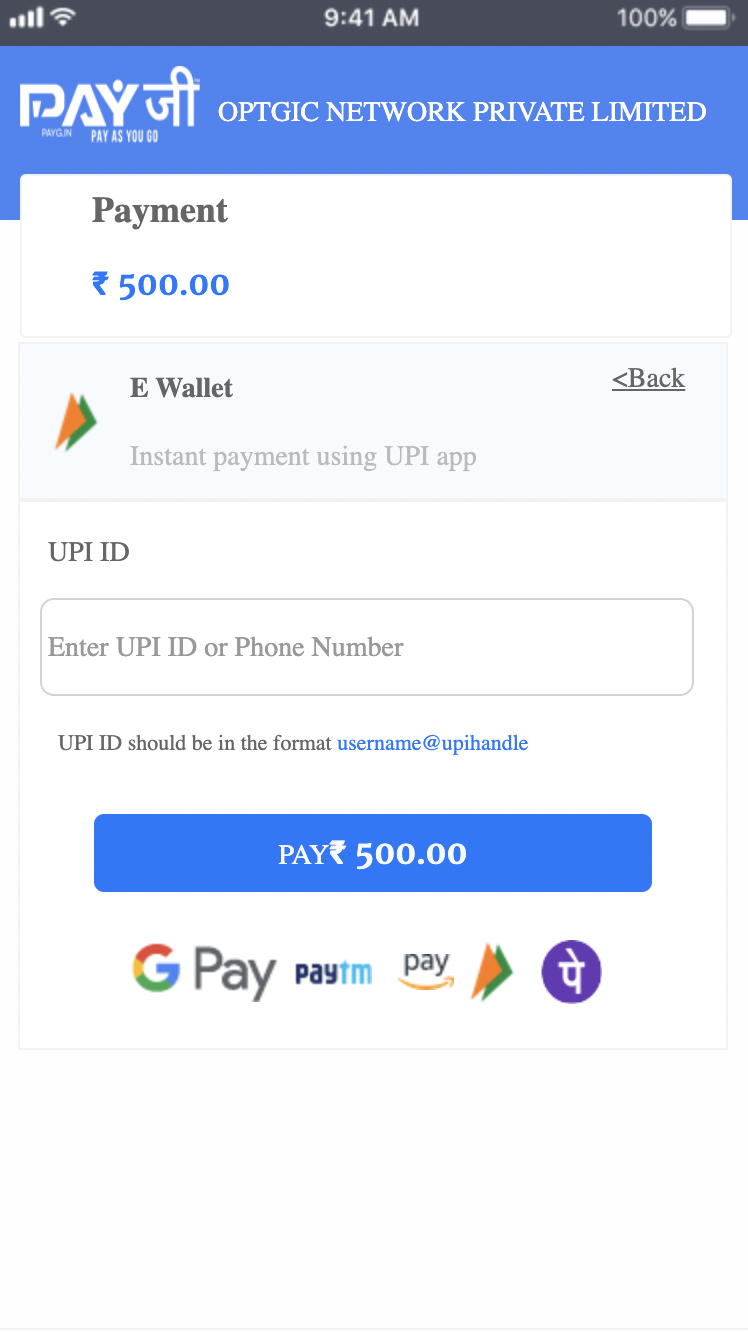 9:41 AM 100%
PAYजी OPTGIC NETWORK PRIVATE LIMITED
PAYG.IN PAY AS YOU GO
Payment
₹ 500.00
E Wallet <Back
Instant payment using UPI app
UPI ID
Enter UPI ID or Phone Number
UPI ID should be in the format username@upihandle
PAY₹ 500.00
G Pay paytm pay पे